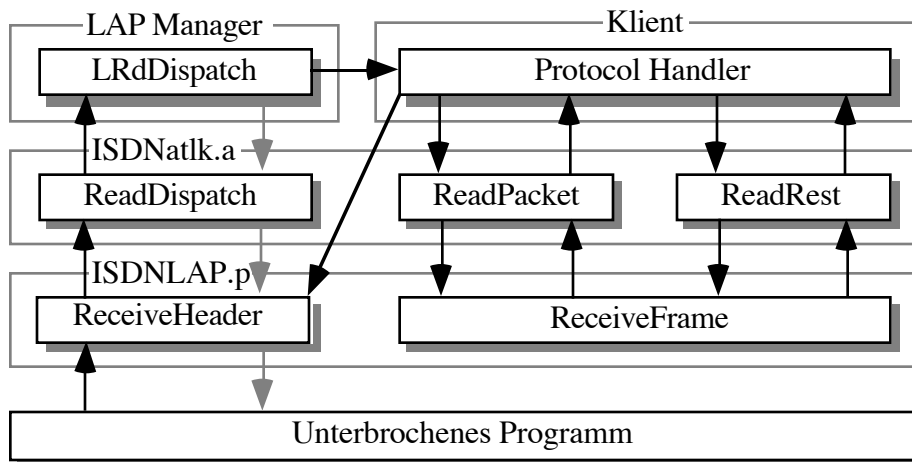 LAP Manager
Klient
LRdDispatch
Protocol Handler
ISDNatlk.a
ReadDispatch
ReadPacket
ReadRest
ISDNLAP.p
ReceiveHeader
ReceiveFrame
Unterbrochenes Programm